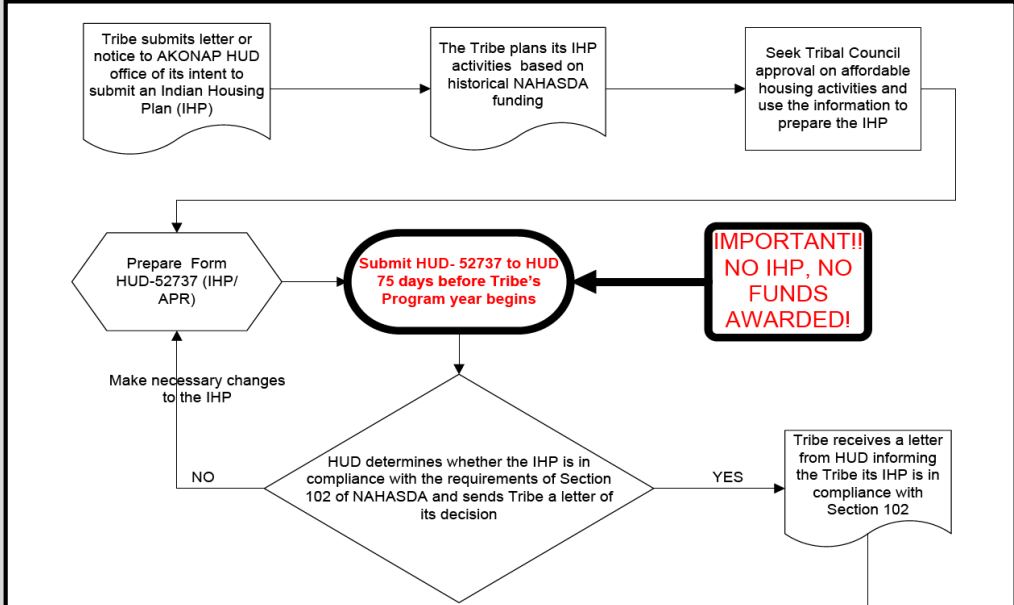 Tribe submits letter or
notice to AKONAP HUD
office of its intent to
submit an Indian Housing
Plan (IHP)
The Tribe plans its IHP
activities based on
historical NAHASDA
funding
Seek Tribal Council
approval on affordable
housing activities and
use the information to
prepare the IHP
Prepare Form
HUD-52737 (IHP/
APR)
Submit HUD- 52737 to HUD
75 days before Tribe's
Program year begins
IMPORTANT!!
NO IHP, NO
FUNDS
AWARDED!
Make necessary changes
to the IHP
NO
HUD determines whether the IHP is in
compliance with the requirements of Section
102 of NAHASDA and sends Tribe a letter of
its decision
YES
Tribe receives a letter
from HUD informing
the Tribe its IHP is in
compliance with
Section 102